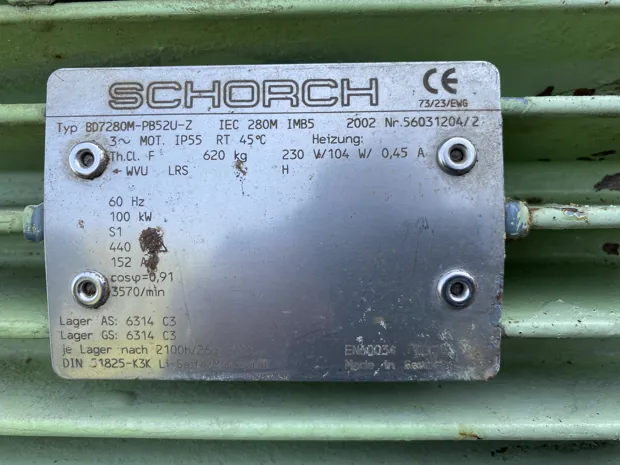 SCHORCH
CE
73/23/EWG
Typ BD7280M-PB52U-Z IEC 280M IMB5 2002 Nr.56031204/2
3~ MOT. IP55 RT 45°C Heizung:
Th.Cl. F 620 kg 230 V/104 W/ 0,45 A
←WVU LRS H
60 Hz
100 kW
S1
440
152 A
cosφ=0,91
3570/min
Lager AS: 6314 C3
Lager GS: 6314 C3
je Lager nach 2100h/26
DIN 51825-K3K
EN60034
Made in